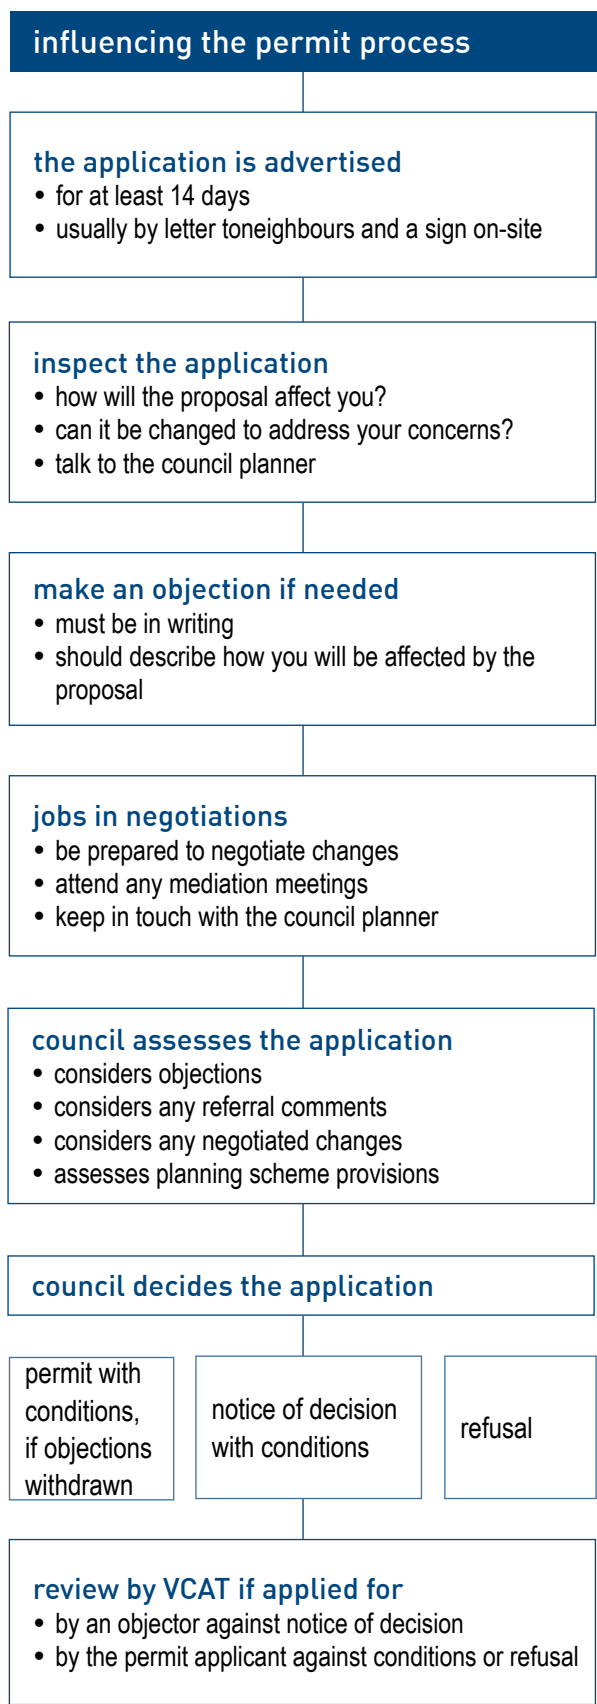 influencing the permit process
the application is advertised
• for at least 14 days
• usually by letter toneighbours and a sign on-site
inspect the application
• how will the proposal affect you?
• can it be changed to address your concerns?
• talk to the council planner
make an objection if needed
• must be in writing
• should describe how you will be affected by the
proposal
jobs in negotiations
• be prepared to negotiate changes
• attend any mediation meetings
• keep in touch with the council planner
council assesses the application
• considers objections
• considers any referral comments
• considers any negotiated changes
• assesses planning scheme provisions
council decides the application
permit with
conditions,
if objections
withdrawn
notice of decision
with conditions
refusal
review by VCAT if applied for
• by an objector against notice of decision
• by the permit applicant against conditions or refusal